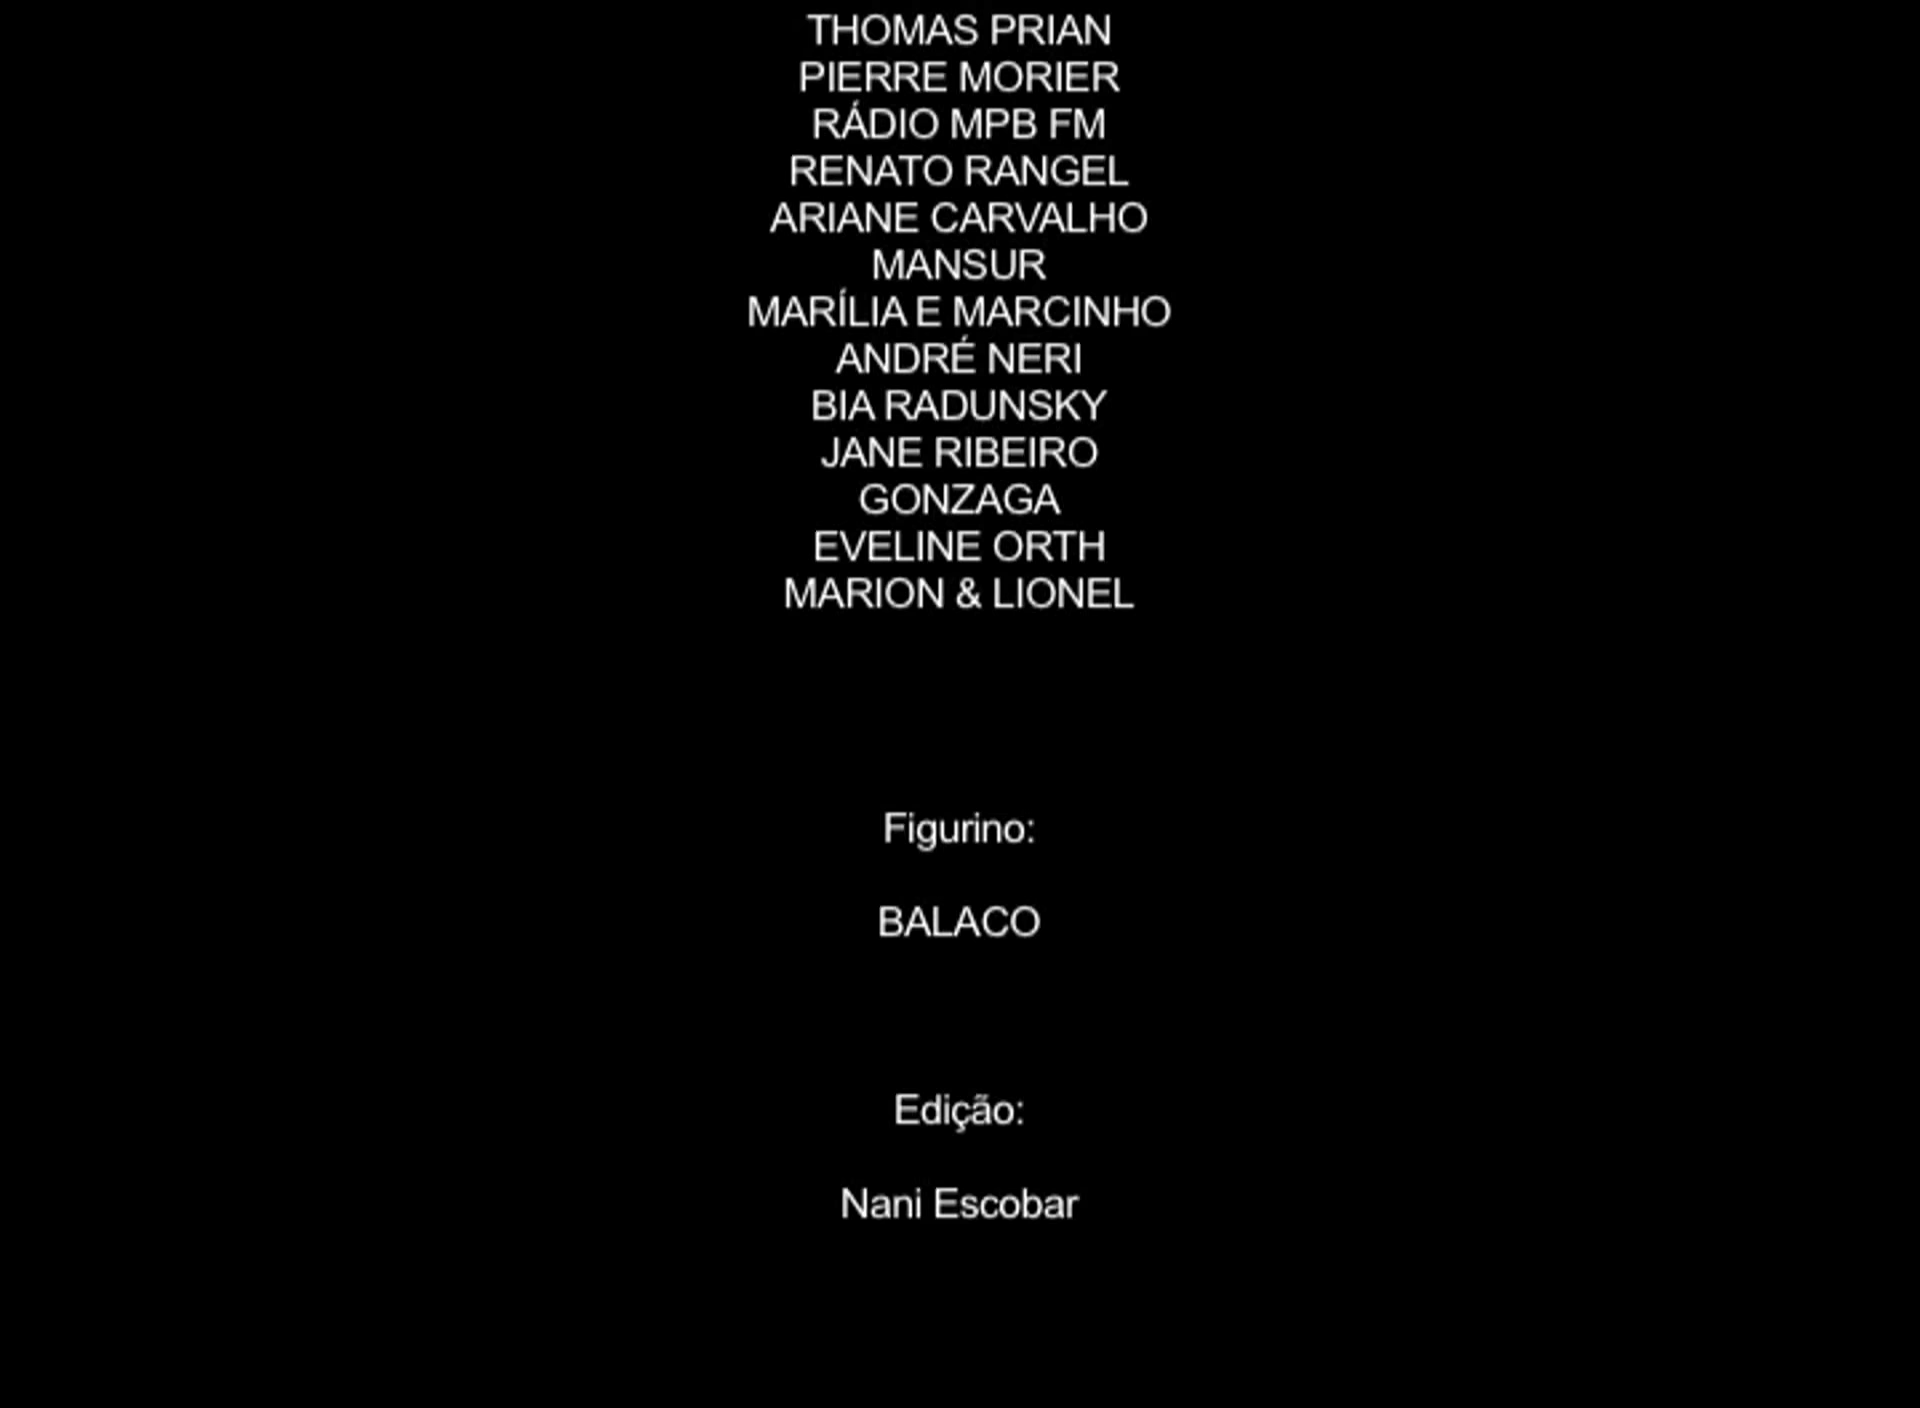 THOMAS PRIAN
PIERRE MORIER
RÁDIO MPB FM
RENATO RANGEL
ARIANE CARVALHO
MANSUR
MARÍLIA E MARCINHO
ANDRÉ NERI
BIA RADUNSKY
JANE RIBEIRO
GONZAGA
EVELINE ORTH
MARION & LIONEL
Figurino:
BALACO
Edição:
Nani Escobar